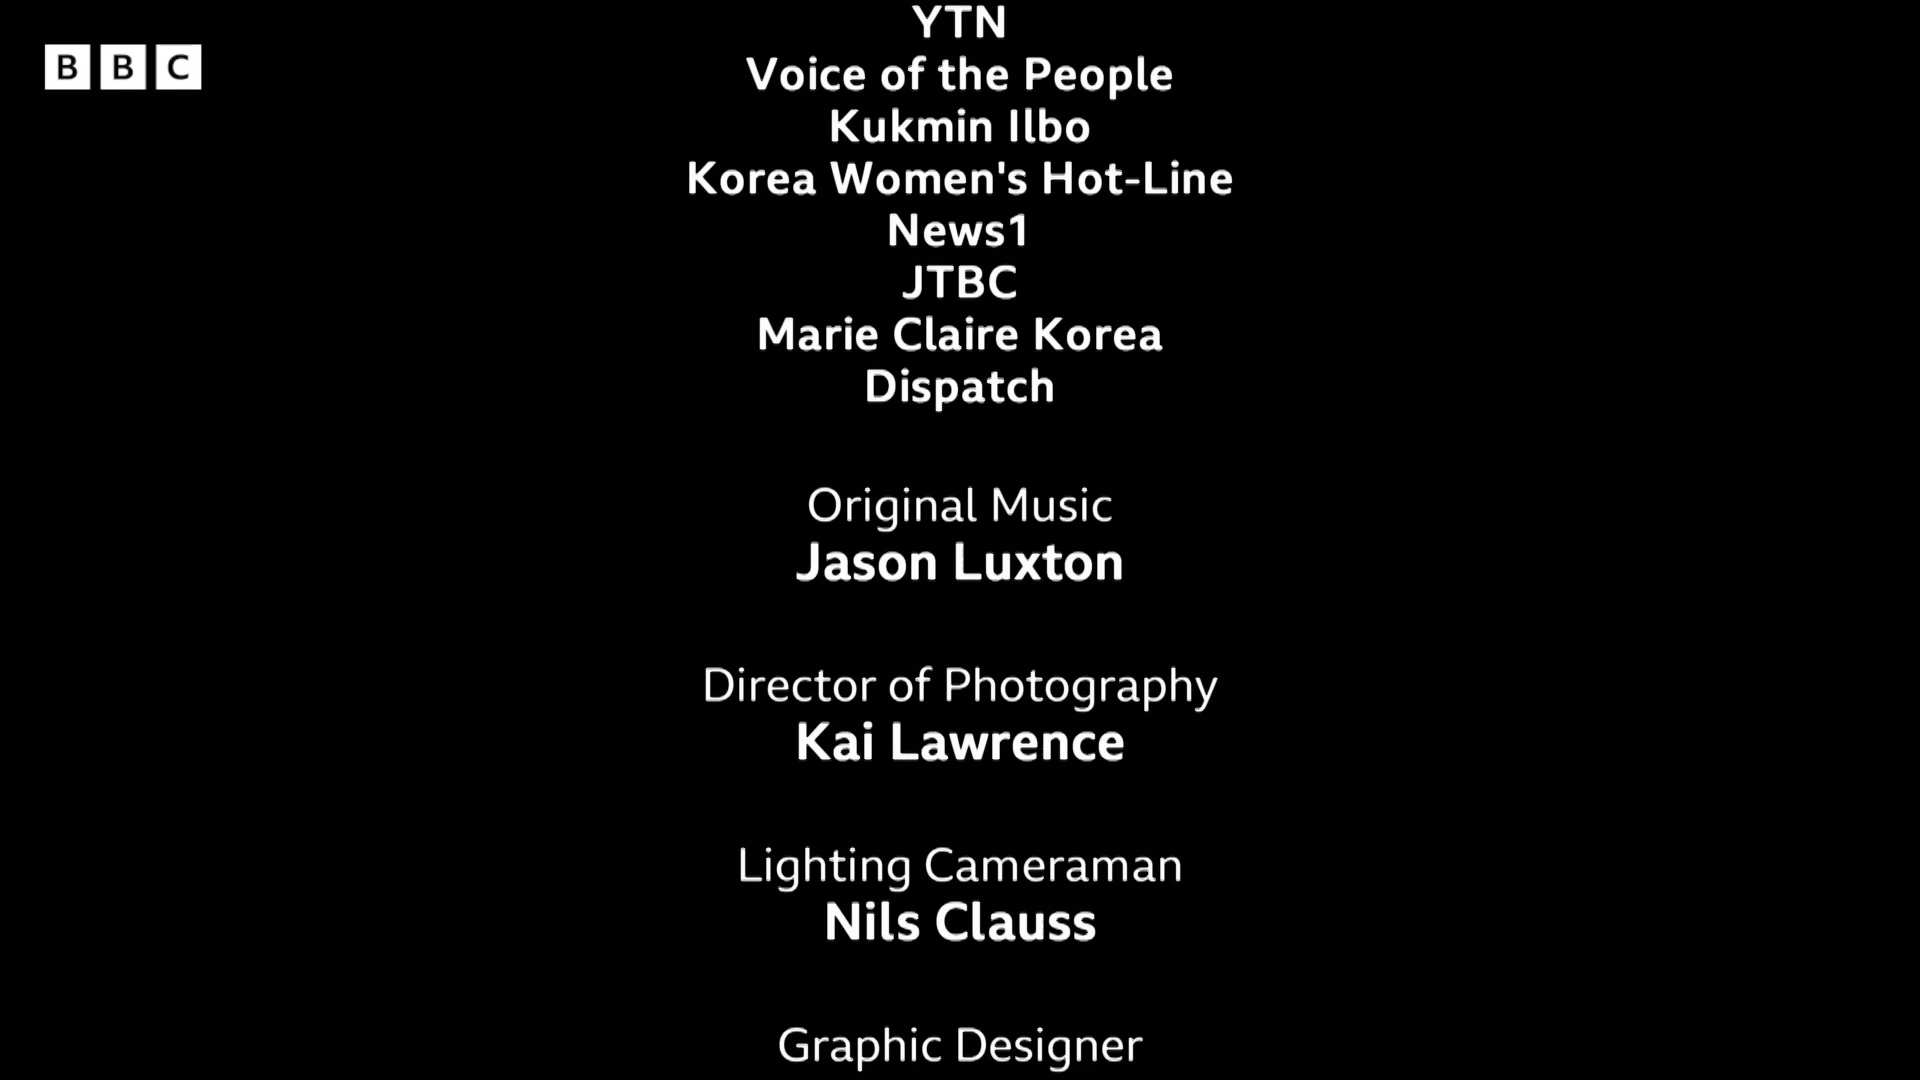 BBC
YTN
Voice of the People
Kukmin Ilbo
Korea Women's Hot-Line
News1
JTBC
Marie Claire Korea
Dispatch
Original Music
Jason Luxton
Director of Photography
Kai Lawrence
Lighting Cameraman
Nils Clauss
Graphic Designer